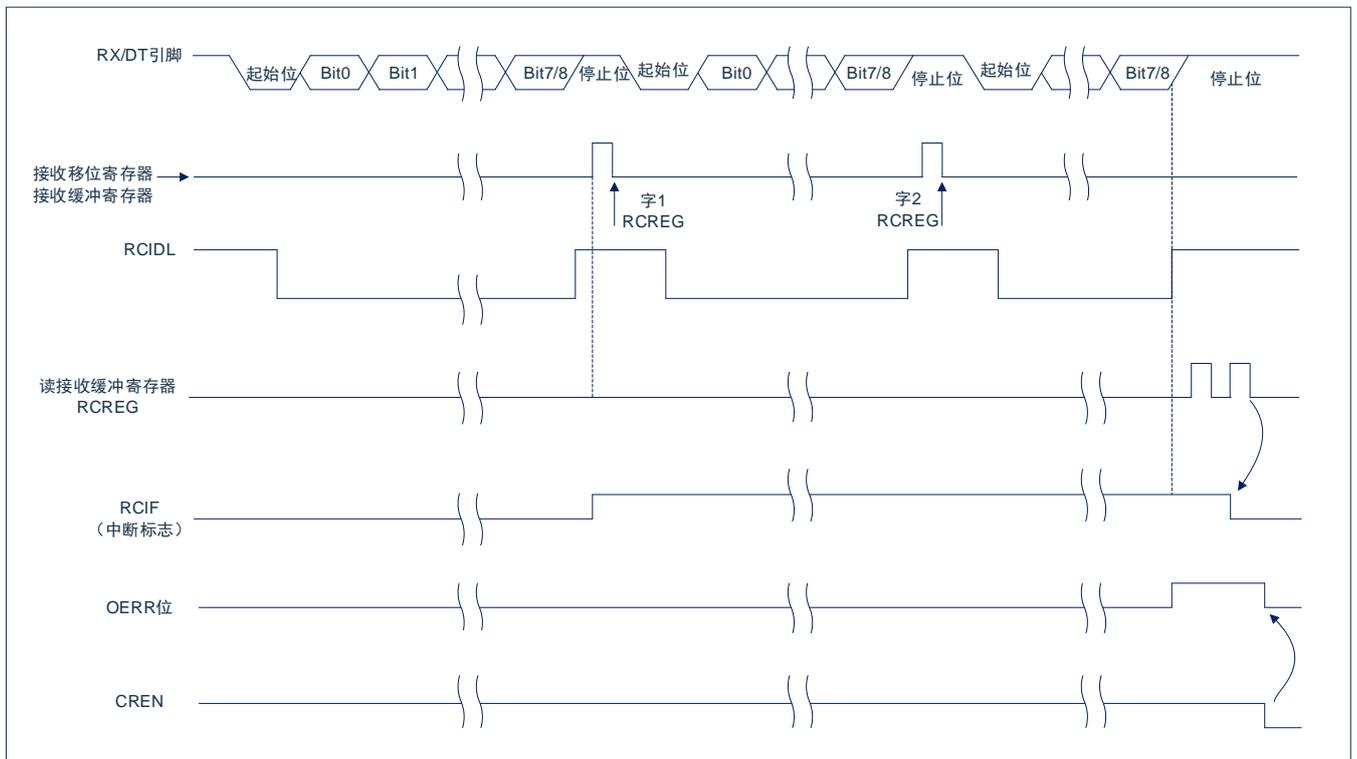 RX/DT引脚
起始位 Bit0 Bit1 Bit7/8 停止位 起始位 Bit0 Bit7/8 停止位 起始位 Bit7/8 停止位
接收移位寄存器
接收缓冲寄存器
字1
RCREG
字2
RCREG
RCIDL
读接收缓冲寄存器
RCREG
RCIF
（中断标志）
OERR位
CREN